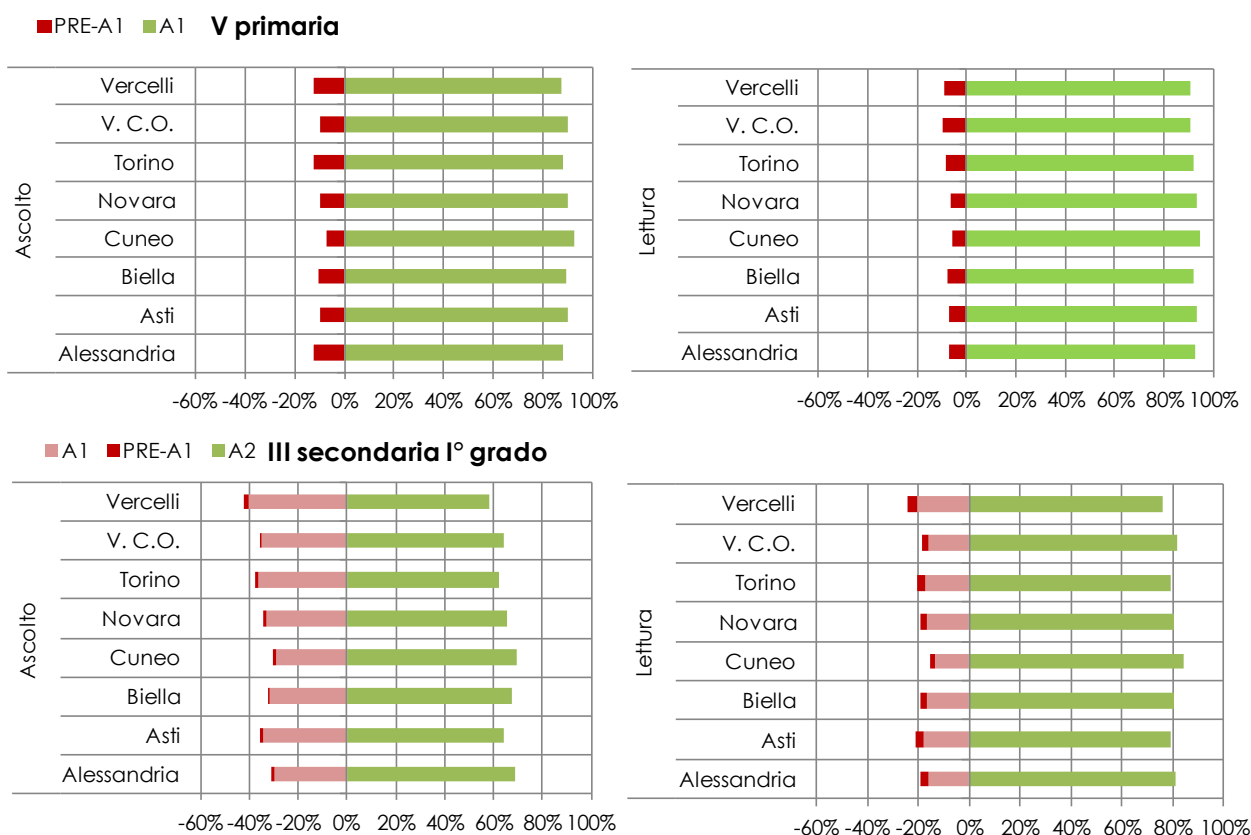 PRE-A1 A1 V primaria
Ascolto
Vercelli
V. C.O.
Torino
Novara
Cuneo
Biella
Asti
Alessandria
-60% -40% -20% 0% 20% 40% 60% 80% 100%
Lettura
Vercelli
V. C.O.
Torino
Novara
Cuneo
Biella
Asti
Alessandria
-60% -40% -20% 0% 20% 40% 60% 80% 100%
A1 PRE-A1 A2 III secondaria I° grado
Ascolto
Vercelli
V. C.O.
Torino
Novara
Cuneo
Biella
Asti
Alessandria
-60% -40% -20% 0% 20% 40% 60% 80% 100%
Lettura
Vercelli
V. C.O.
Torino
Novara
Cuneo
Biella
Asti
Alessandria
-60% -40% -20% 0% 20% 40% 60% 80% 100%